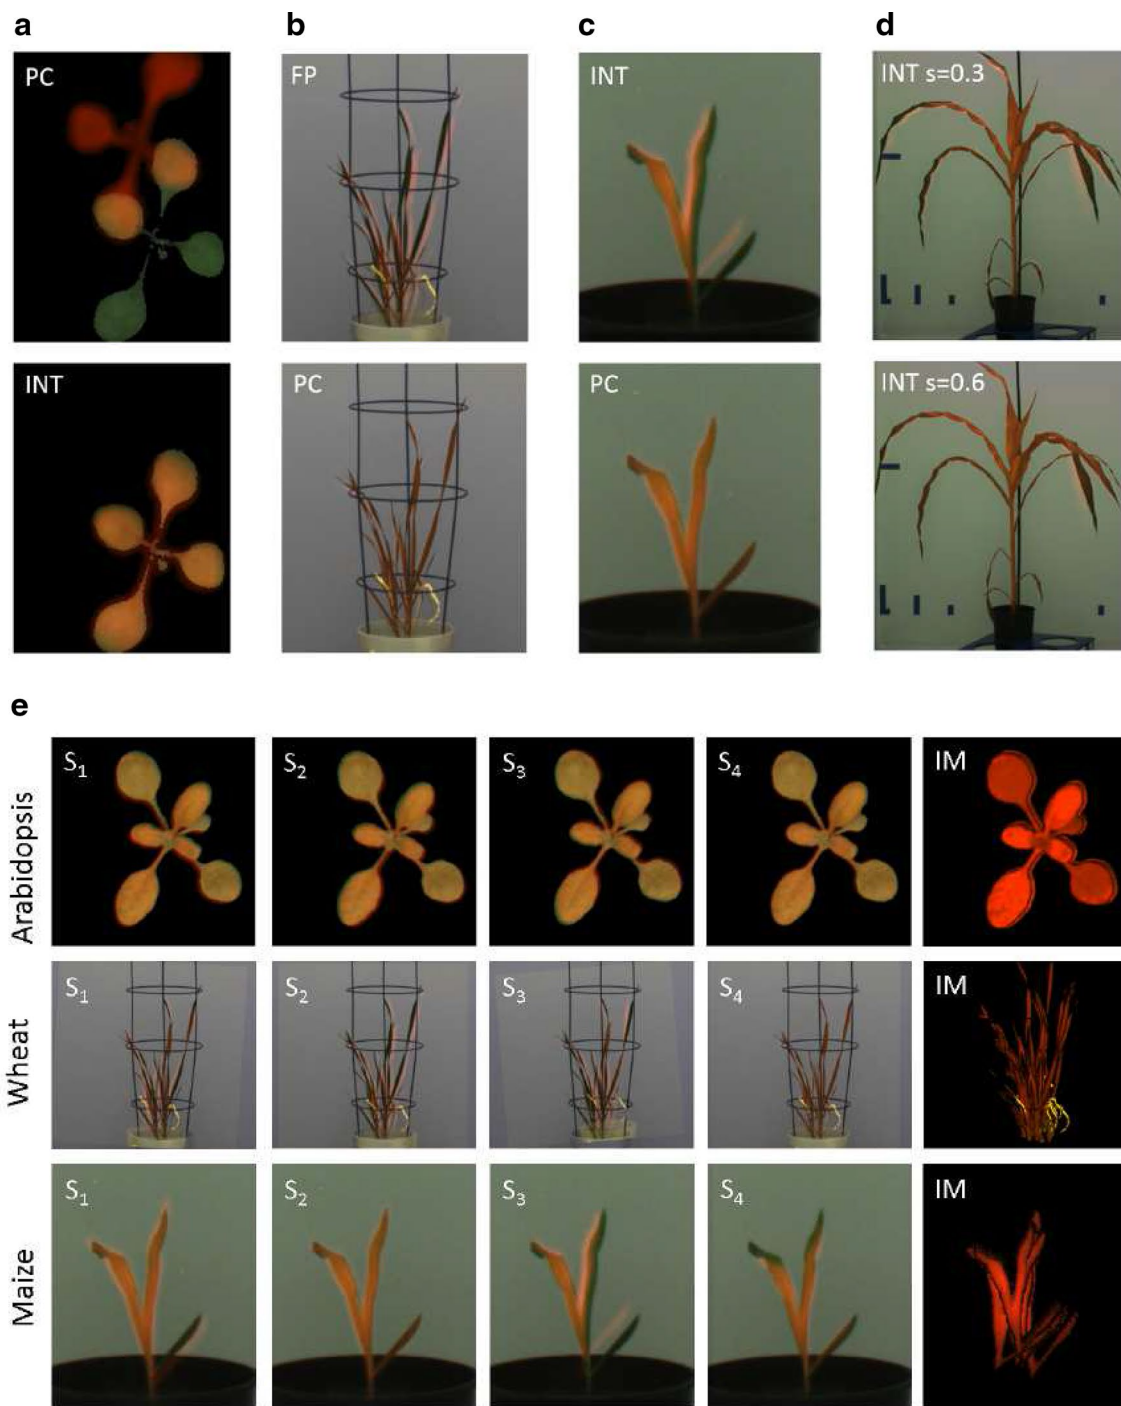 a b c d
PC FP INT INT s=0.3
INT PC PC INT s=0.6
e
Arabidopsis S₁ S₂ S₃ S₄ IM
Wheat S₁ S₂ S₃ S₄ IM
Maize S₁ S₂ S₃ S₄ IM